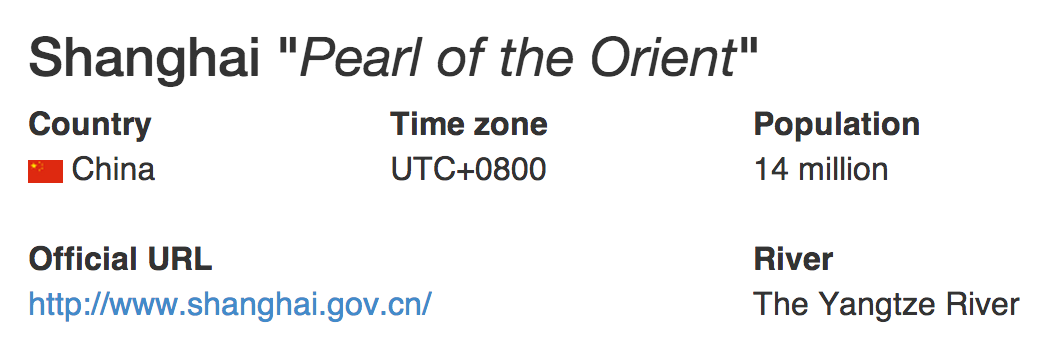 Shanghai "Pearl of the Orient"
Country Time zone Population
China UTC+0800 14 million
Official URL River
http://www.shanghai.gov.cn/ The Yangtze River